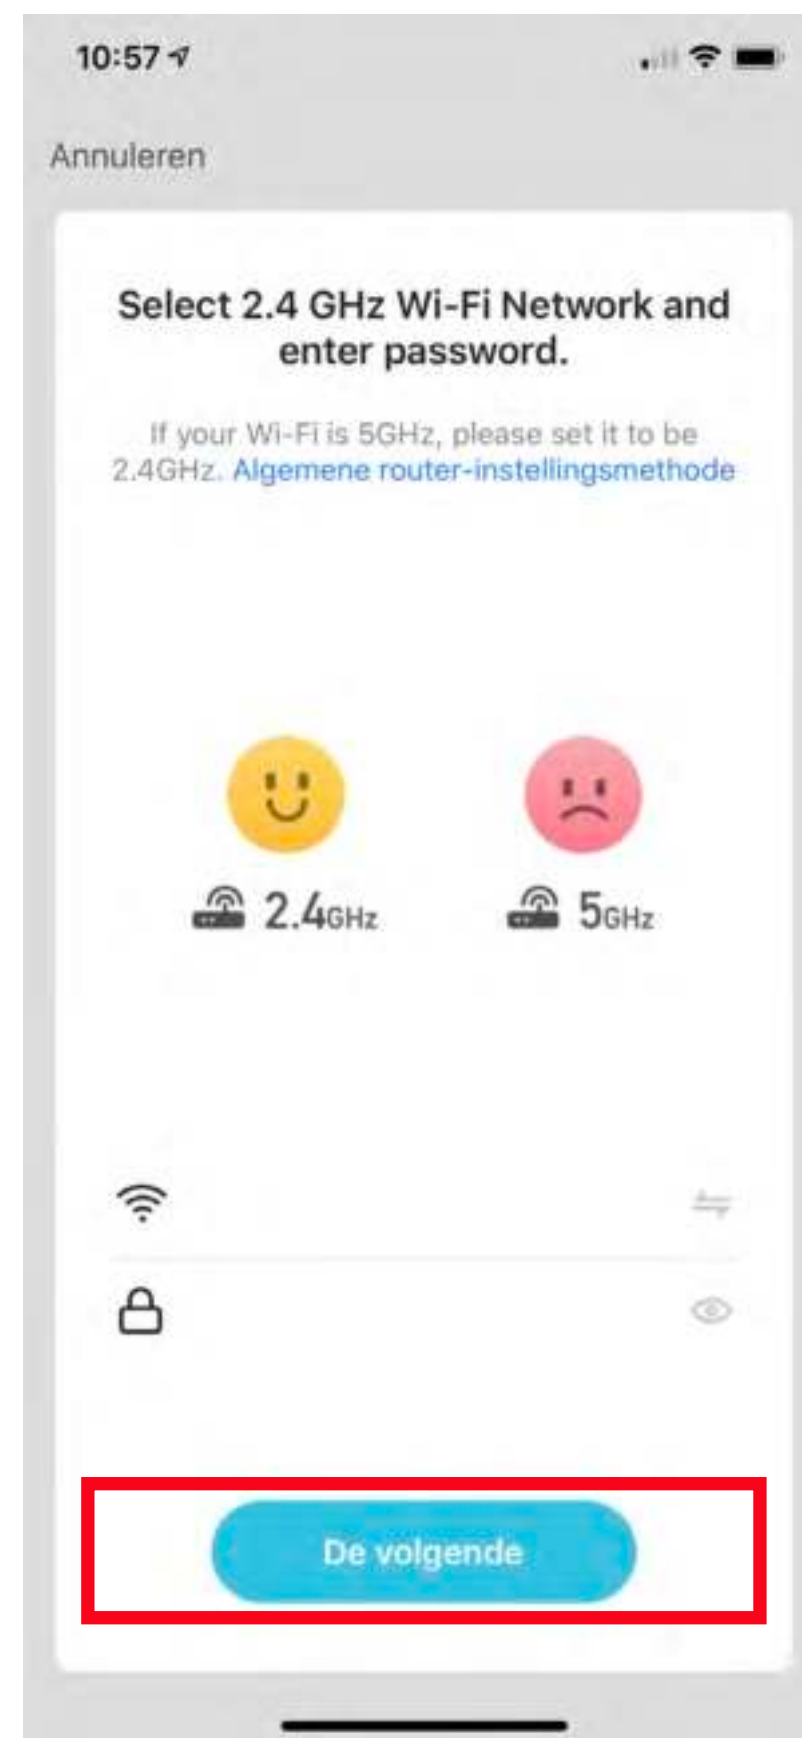 10:57
Annuleren
Select 2.4 GHz Wi-Fi Network and
enter password.
If your Wi-Fi is 5GHz, please set it to be
2.4GHz. Algemene router-instellingsmethode
2.4GHz 5GHz
De volgende